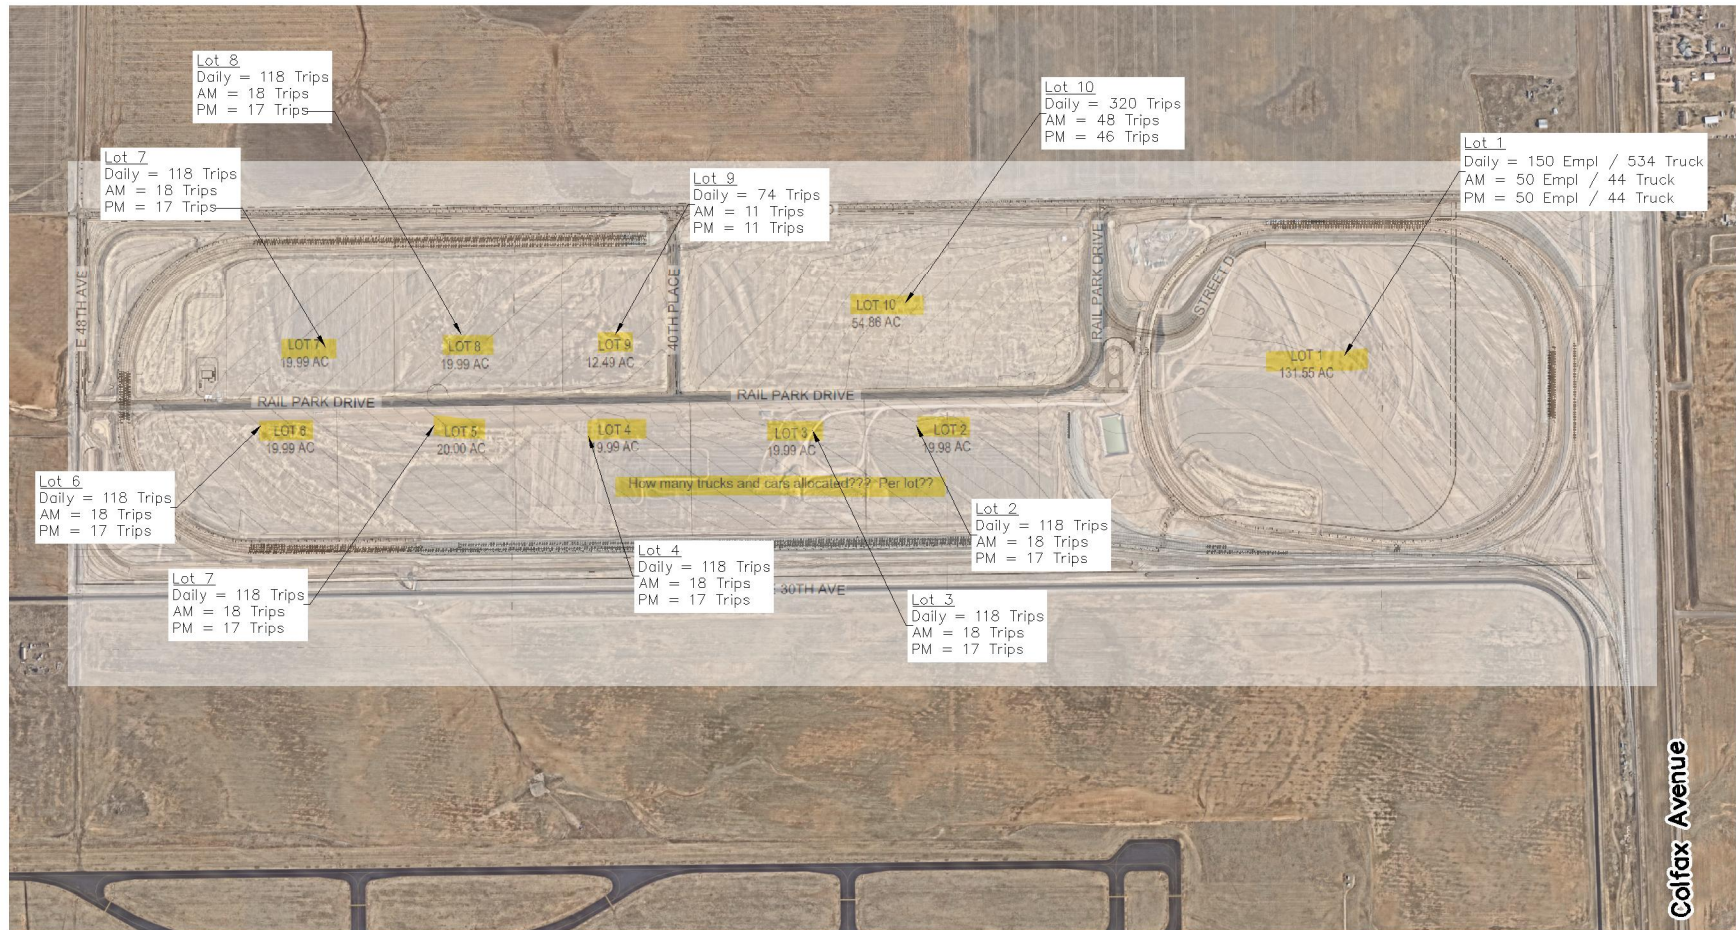 Lot 8
Daily = 118 Trips
AM = 18 Trips
PM = 17 Trips
Lot 10
Daily = 320 Trips
AM = 48 Trips
PM = 46 Trips
Lot 1
Daily = 150 Empl / 534 Truck
AM = 50 Empl / 44 Truck
PM = 50 Empl / 44 Truck
Lot 7
Daily = 118 Trips
AM = 18 Trips
PM = 17 Trips
Lot 9
Daily = 74 Trips
AM = 11 Trips
PM = 11 Trips
E 48TH AVE
40TH PLACE
RAIL PARK DRIVE
STREET D
LOT 10
54.86 AC
LOT 7
19.99 AC
LOT 8
19.99 AC
LOT 9
12.49 AC
LOT 1
131.55 AC
RAIL PARK DRIVE
RAIL PARK DRIVE
LOT 6
19.99 AC
LOT 5
20.00 AC
LOT 4
19.99 AC
LOT 3
19.99 AC
LOT 2
19.98 AC
How many trucks and cars allocated??? Per lot??
Lot 6
Daily = 118 Trips
AM = 18 Trips
PM = 17 Trips
Lot 2
Daily = 118 Trips
AM = 18 Trips
PM = 17 Trips
Lot 4
Daily = 118 Trips
AM = 18 Trips
PM = 17 Trips
Lot 7
Daily = 118 Trips
AM = 18 Trips
PM = 17 Trips
30TH AVE
Lot 3
Daily = 118 Trips
AM = 18 Trips
PM = 17 Trips
Colfax Avenue